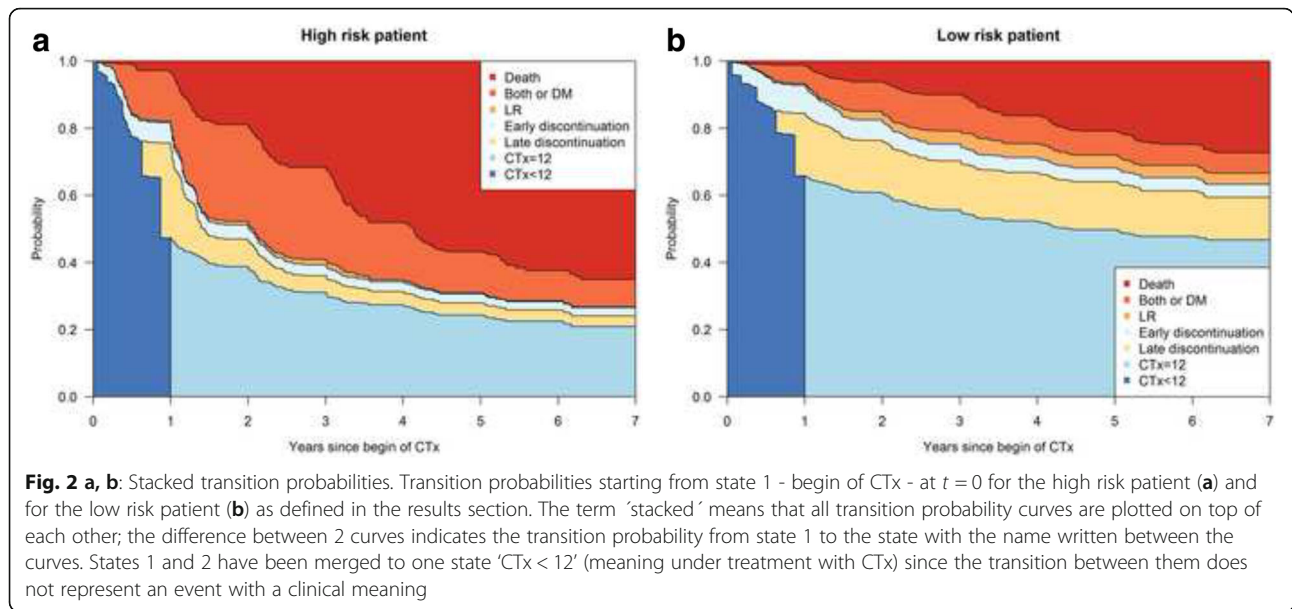 a
High risk patient
1.0
0.8
0.6
0.4
0.2
0.0
Probability
Death
Both or DM
LR
Early discontinuation
Late discontinuation
CTx=12
CTx<12
0 1 2 3 4 5 6 7
Years since begin of CTx
b
Low risk patient
1.0
0.8
0.6
0.4
0.2
0.0
Probability
Death
Both or DM
LR
Early discontinuation
Late discontinuation
CTx=12
CTx<12
0 1 2 3 4 5 6 7
Years since begin of CTx
Fig. 2 a, b: Stacked transition probabilities. Transition probabilities starting from state 1 - begin of CTx - at t = 0 for the high risk patient (a) and
for the low risk patient (b) as defined in the results section. The term ´stacked´ means that all transition probability curves are plotted on top of
each other; the difference between 2 curves indicates the transition probability from state 1 to the state with the name written between the
curves. States 1 and 2 have been merged to one state ‘CTx < 12’ (meaning under treatment with CTx) since the transition between them does
not represent an event with a clinical meaning